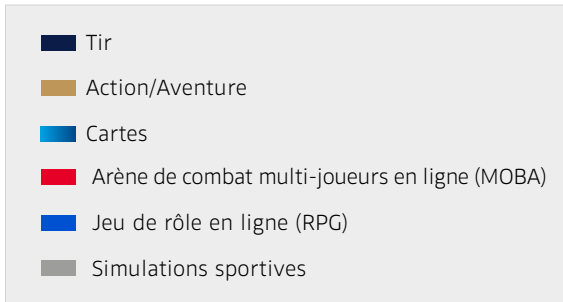 Tir
Action/Aventure
Cartes
Arène de combat multi-joueurs en ligne (MOBA)
Jeu de rôle en ligne (RPG)
Simulations sportives